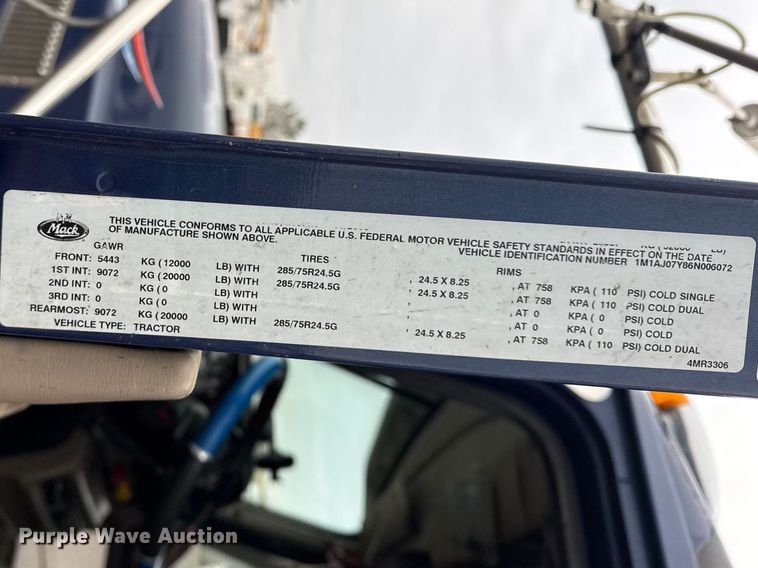 Mack
KG ( 52000 LB)
THIS VEHICLE CONFORMS TO ALL APPLICABLE U.S. FEDERAL MOTOR VEHICLE SAFETY STANDARDS IN EFFECT ON THE DATE
OF MANUFACTURE SHOWN ABOVE. VEHICLE IDENTIFICATION NUMBER 1M1AJ07Y86N006072
GAWR TIRES RIMS
FRONT: 5443 KG ( 12000 LB) WITH 285/75R24.5G , 24.5 X 8.25 , AT 758 KPA ( 110 PSI) COLD SINGLE
1ST INT: 9072 KG ( 20000 LB) WITH 285/75R24.5G , 24.5 X 8.25 , AT 758 KPA ( 110 PSI) COLD DUAL
2ND INT: 0 KG ( 0 LB) WITH , , AT 0 KPA ( 0 PSI) COLD
3RD INT: 0 KG ( 0 LB) WITH , , AT 0 KPA ( 0 PSI) COLD
REARMOST: 9072 KG ( 20000 LB) WITH 285/75R24.5G , 24.5 X 8.25 , AT 758 KPA ( 110 PSI) COLD DUAL
VEHICLE TYPE: TRACTOR
4MR3306
Purple Wave Auction